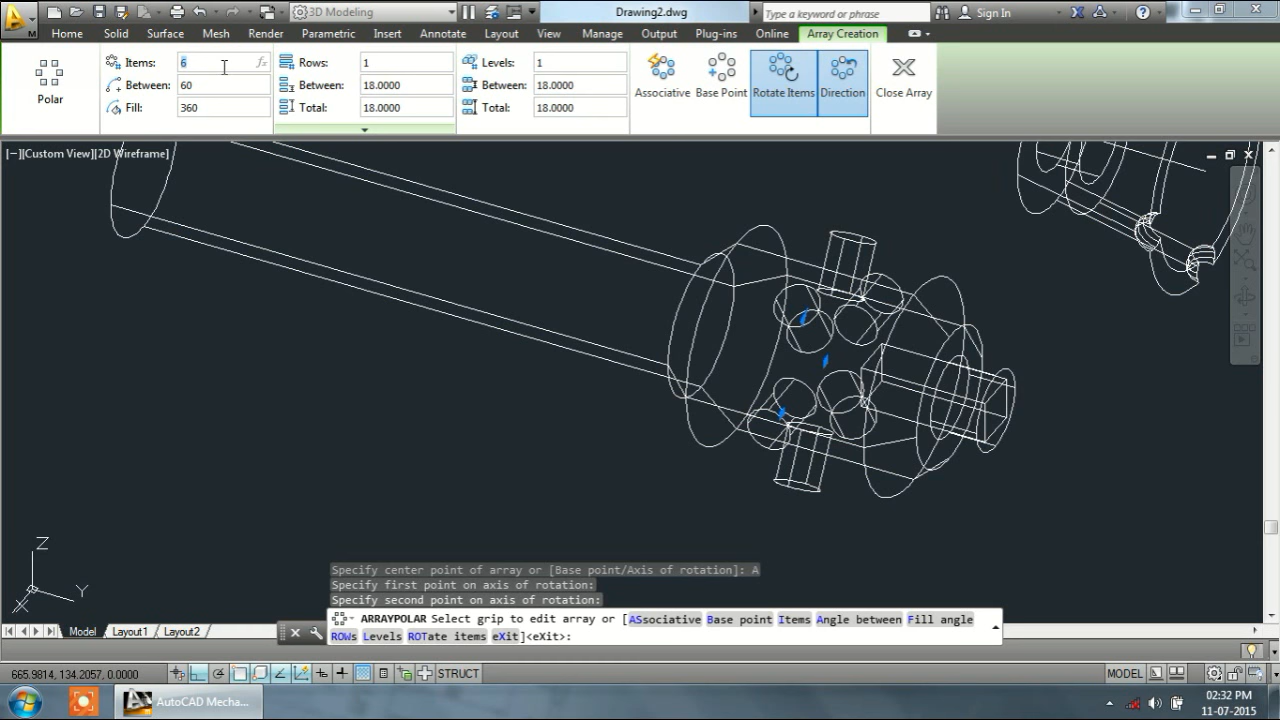 3D Modeling
Drawing2.dwg
Type a keyword or phrase
Sign In
M
Home Solid Surface Mesh Render Parametric Insert Annotate Layout View Manage Output Plug-ins Online Array Creation
Items: 6 fx Rows: 1 Levels: 1
Between: 60 Between: 18.0000 Between: 18.0000
Fill: 360 Total: 18.0000 Total: 18.0000
Polar Associative Base Point Rotate Items Direction Close Array
[−][Custom View][2D Wireframe]
Z
Y
X
Specify center point of array or [Base point/Axis of rotation]: A
Specify first point on axis of rotation:
Specify second point on axis of rotation:
ARRAYPOLAR Select grip to edit array or [ASsociative Base point Items Angle between Fill angle
ROWs Levels ROTate items eXit]<eXit>:
Model Layout1 Layout2
665.9814, 134.2057, 0.0000 STRUCT MODEL
AutoCAD Mecha...
02:32 PM
11-07-2015